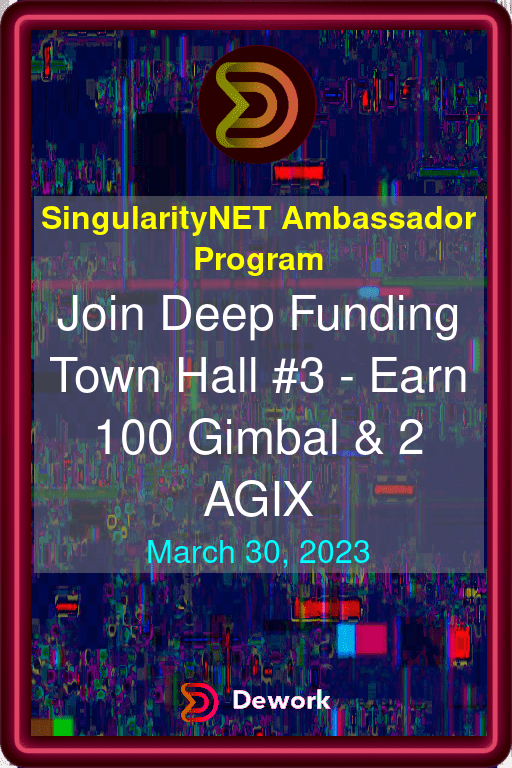 SingularityNET Ambassador
Program
Join Deep Funding
Town Hall #3 - Earn
100 Gimbal & 2
AGIX
March 30, 2023
Dework